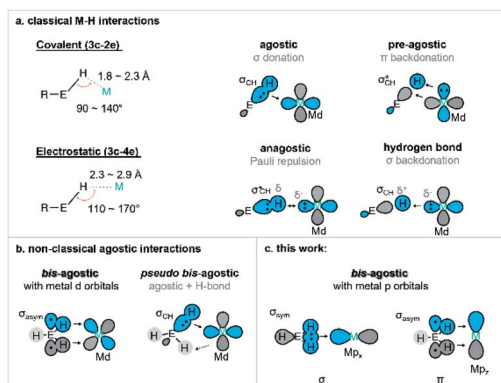 a. classical M-H interactions
Covalent (3c-2e)
H
1.8 ~ 2.3 Å
R–E
M
90 ~ 140°
agostic
σ donation
σCH
H
E
M
Md
pre-agostic
π backdonation
σ*CH
H
E
M
Md
Electrostatic (3c-4e)
2.3 ~ 2.9 Å
H
M
R–E
110 ~ 170°
anagostic
Pauli repulsion
σ*CH
δ
δ-
E
H
M
Md
hydrogen bond
σ backdonation
σCH
δ+
δ-
E
H
M
Md
b. non-classical agostic interactions
bis-agostic
with metal d orbitals
σasym
H
H-E
H
M
Md
pseudo bis-agostic
agostic + H-bond
σCH
H
H
E
H
M
Md
c. this work:
bis-agostic
with metal p orbitals
σsym
H
H E
H
M
Mpx
σ
σasym
H
H-E
H
M
π